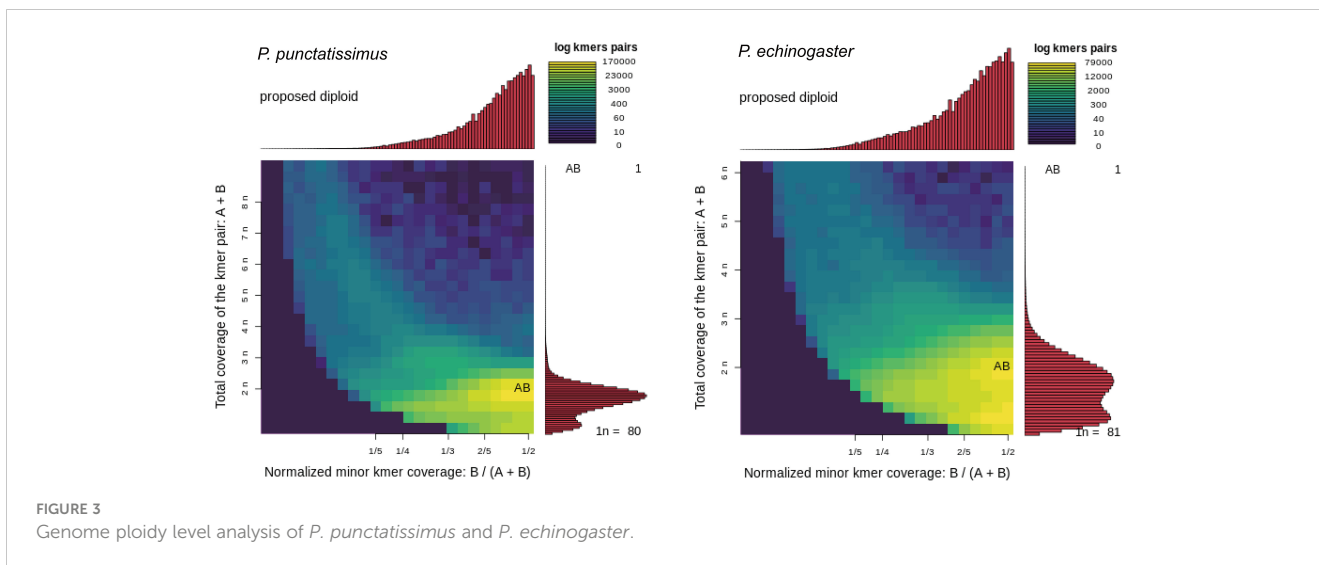 P. punctatissimus
proposed diploid
log kmers pairs
170000
23000
3000
400
60
10
0
AB 1
Total coverage of the kmer pair: A + B
8 n
7 n
6 n
5 n
4 n
3 n
2 n
AB
1n = 80
1/5 1/4 1/3 2/5 1/2
Normalized minor kmer coverage: B / (A + B)
P. echinogaster
proposed diploid
log kmers pairs
79000
12000
2000
300
40
10
0
AB 1
Total coverage of the kmer pair: A + B
6 n
5 n
4 n
3 n
2 n
AB
1n = 81
1/5 1/4 1/3 2/5 1/2
Normalized minor kmer coverage: B / (A + B)
FIGURE 3
Genome ploidy level analysis of P. punctatissimus and P. echinogaster.